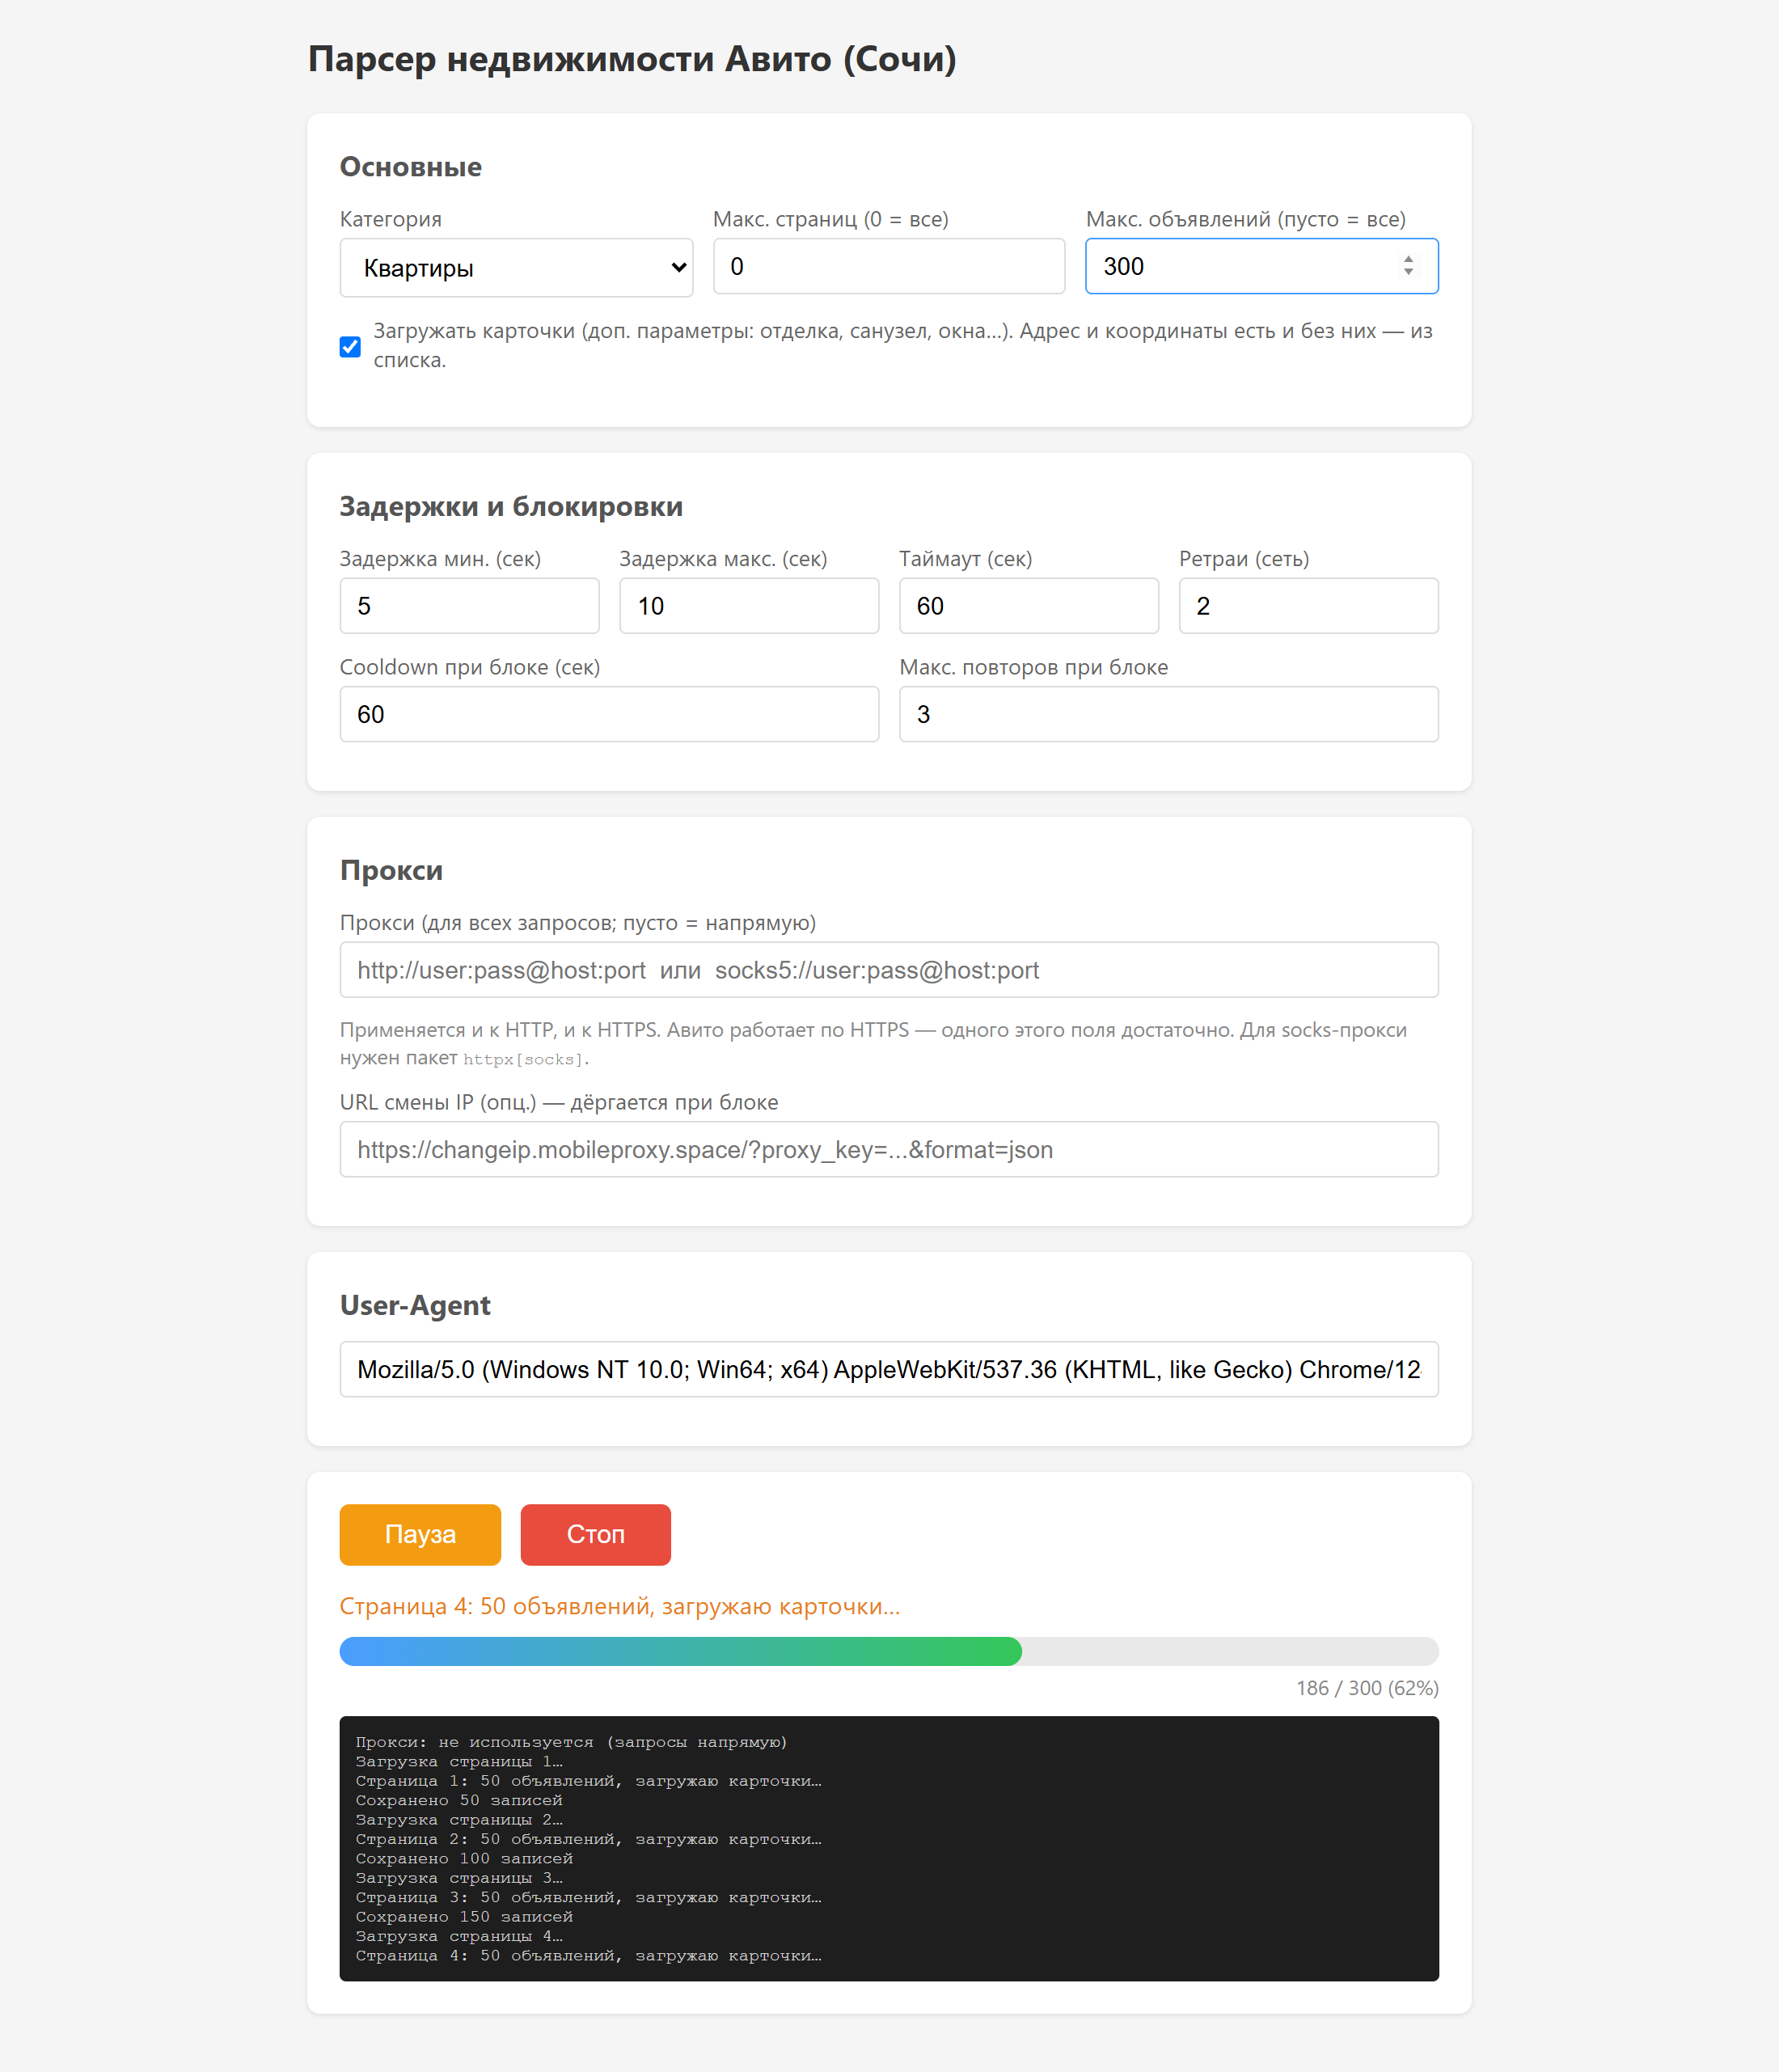 Парсер недвижимости Авито (Сочи)
Основные
Категория
Макс. страниц (0 = все)
Макс. объявлений (пусто = все)
Квартиры
0
300
Загружать карточки (доп. параметры: отделка, санузел, окна...). Адрес и координаты есть и без них — из
списка.
Задержки и блокировки
Задержка мин. (сек)
Задержка макс. (сек)
Таймаут (сек)
Ретраи (сеть)
5
10
60
2
Cooldown при блоке (сек)
Макс. повторов при блоке
60
3
Прокси
Прокси (для всех запросов; пусто = напрямую)
http://user:pass@host:port или socks5://user:pass@host:port
Применяется и к HTTP, и к HTTPS. Авито работает по HTTPS — одного этого поля достаточно. Для socks-прокси
нужен пакет httpx[socks].
URL смены IP (опц.) — дёргается при блоке
https://changeip.mobileproxy.space/?proxy_key=...&format=json
User-Agent
Mozilla/5.0 (Windows NT 10.0; Win64; x64) AppleWebKit/537.36 (KHTML, like Gecko) Chrome/12
Пауза
Стоп
Страница 4: 50 объявлений, загружаю карточки...
186 / 300 (62%)
Прокси: не используется (запросы напрямую)
Загрузка страницы 1…
Страница 1: 50 объявлений, загружаю карточки…
Сохранено 50 записей
Загрузка страницы 2…
Страница 2: 50 объявлений, загружаю карточки…
Сохранено 100 записей
Загрузка страницы 3…
Страница 3: 50 объявлений, загружаю карточки…
Сохранено 150 записей
Загрузка страницы 4…
Страница 4: 50 объявлений, загружаю карточки…